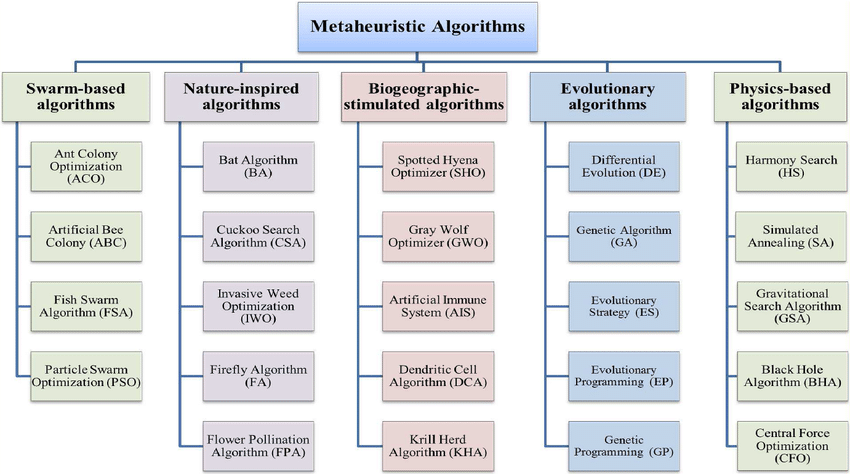 Metaheuristic Algorithms
Swarm-based
algorithms
Ant Colony
Optimization
(ACO)
Artificial Bee
Colony (ABC)
Fish Swarm
Algorithm (FSA)
Particle Swarm
Optimization (PSO)
Nature-inspired
algorithms
Bat Algorithm
(BA)
Cuckoo Search
Algorithm (CSA)
Invasive Weed
Optimization
(IWO)
Firefly Algorithm
(FA)
Flower Pollination
Algorithm (FPA)
Biogeographic-
stimulated algorithms
Spotted Hyena
Optimizer (SHO)
Gray Wolf
Optimizer (GWO)
Artificial Immune
System (AIS)
Dendritic Cell
Algorithm (DCA)
Krill Herd
Algorithm (KHA)
Evolutionary
algorithms
Differential
Evolution (DE)
Genetic Algorithm
(GA)
Evolutionary
Strategy (ES)
Evolutionary
Programming (EP)
Genetic
Programming (GP)
Physics-based
algorithms
Harmony Search
(HS)
Simulated
Annealing (SA)
Gravitational
Search Algorithm
(GSA)
Black Hole
Algorithm (BHA)
Central Force
Optimization
(CFO)